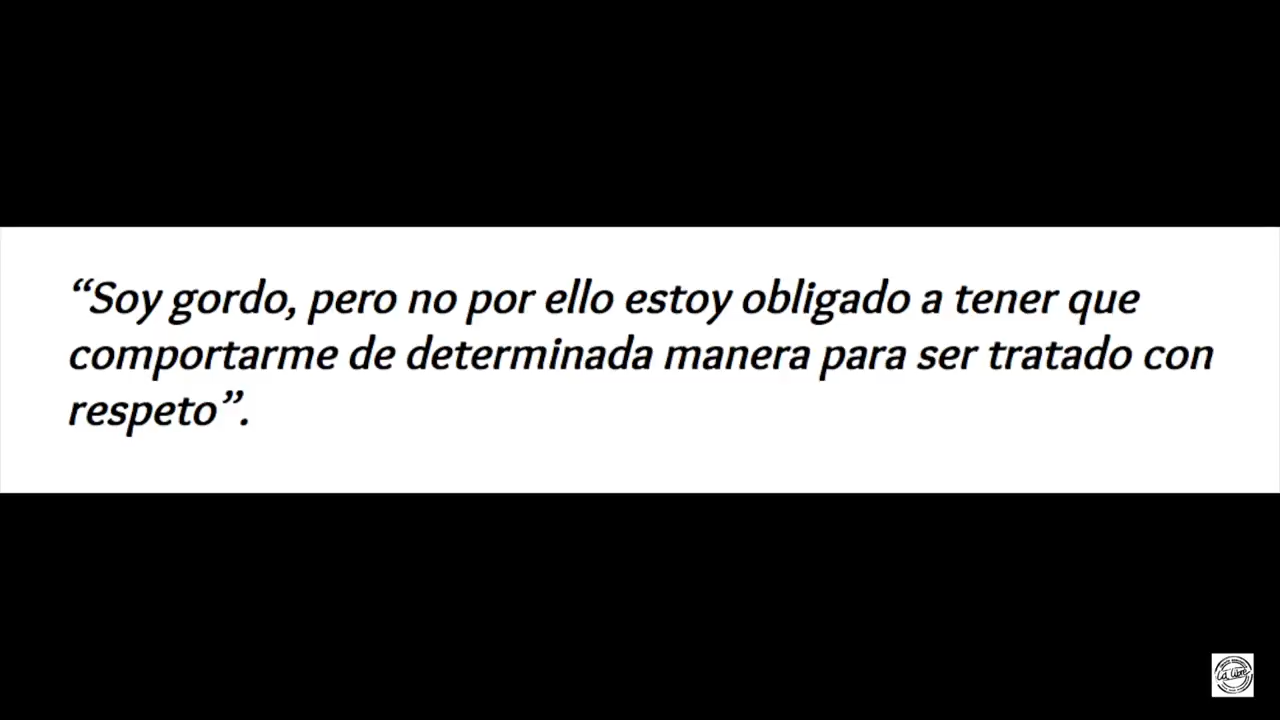 “Soy gordo, pero no por ello estoy obligado a tener que
comportarme de determinada manera para ser tratado con
respeto”.